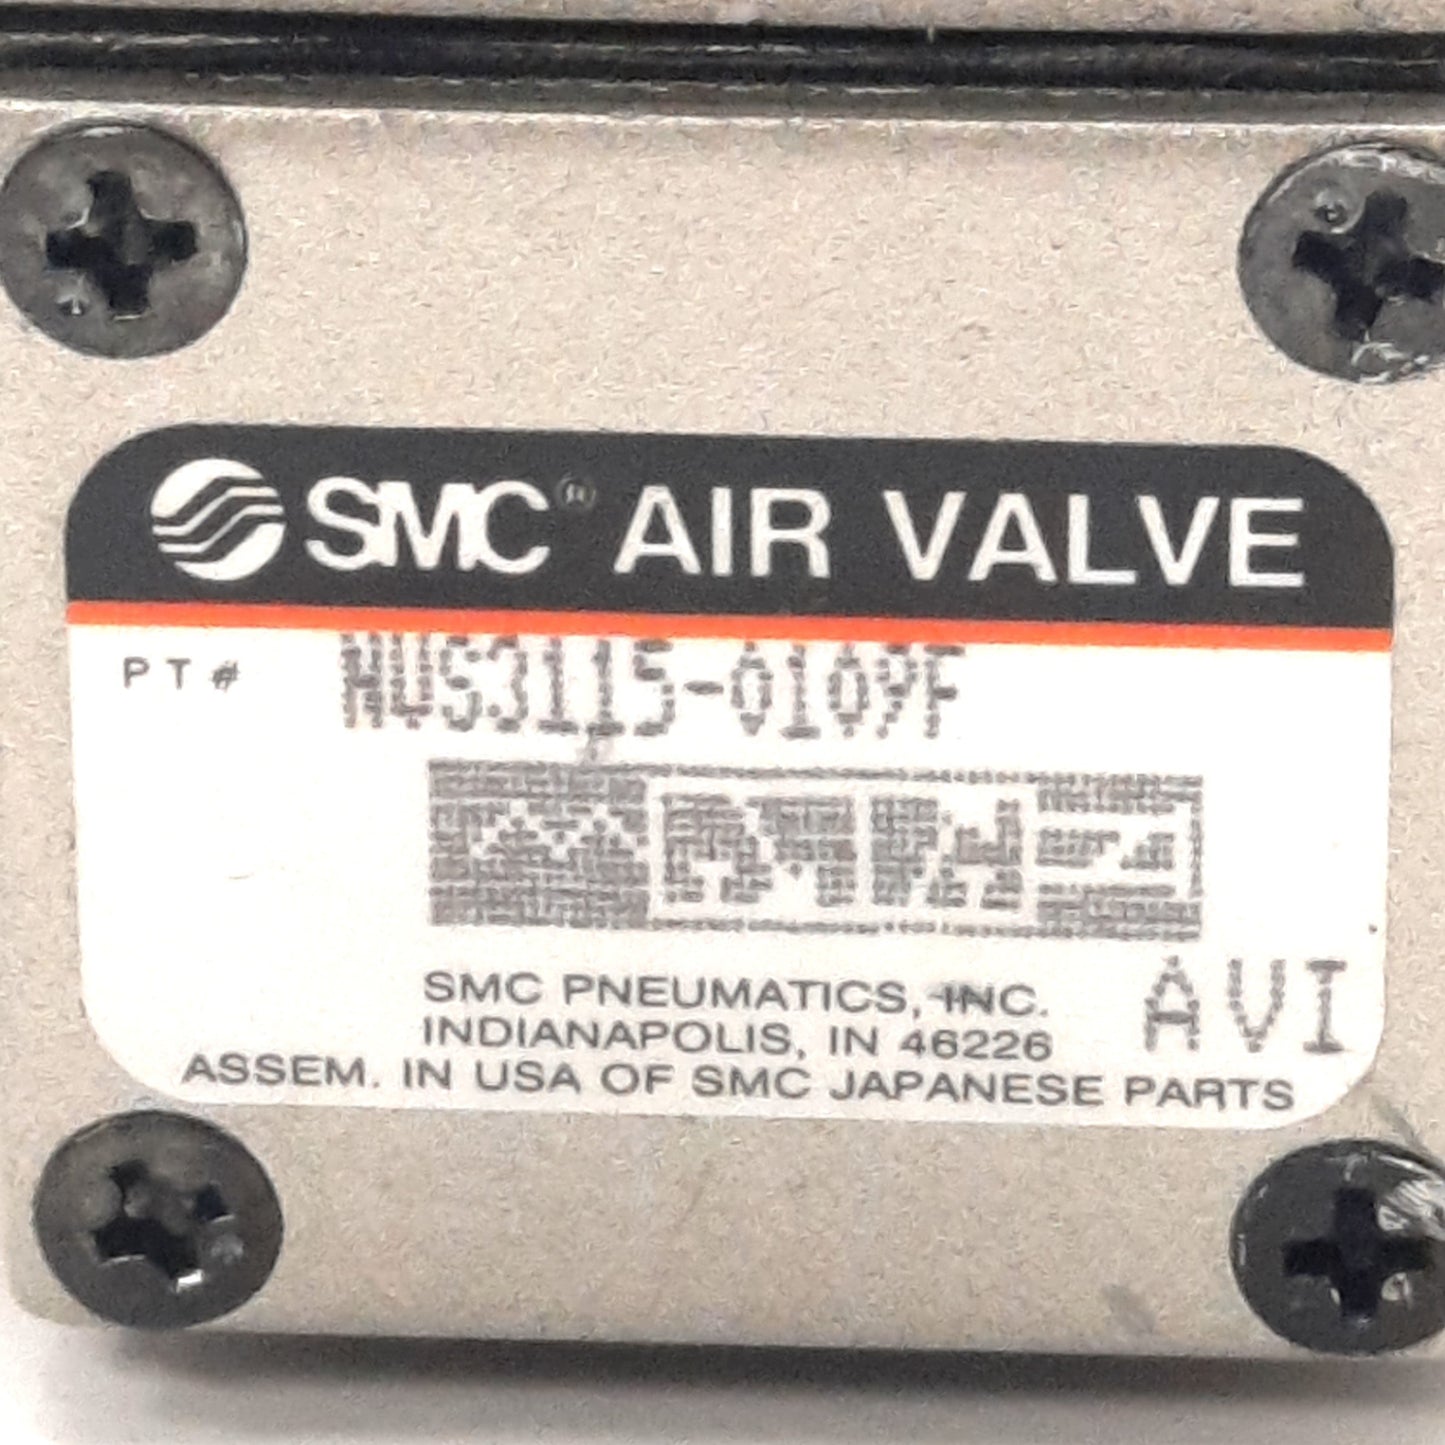 SMC® AIR VALVE
PT# NVS3115-0109F
AVI
SMC PNEUMATICS, INC.
INDIANAPOLIS, IN 46226
ASSEM. IN USA OF SMC JAPANESE PARTS